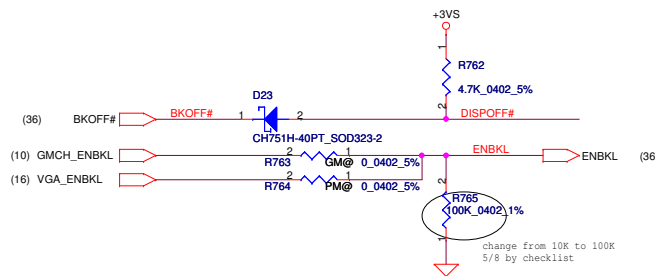 +3VS
1
R762
4.7K_0402_5%
2
D23
(36) BKOFF# BKOFF# 1 2 DISPOFF#
CH751H-40PT_SOD323-2
(10) GMCH_ENBKL 2 1 ENBKL ENBKL (36
R763 GM@ 0_0402_5%
(16) VGA_ENBKL 2 1
R764 PM@ 0_0402_5%
2
R765
100K_0402_1%
1
change from 10K to 100K
5/8 by checklist